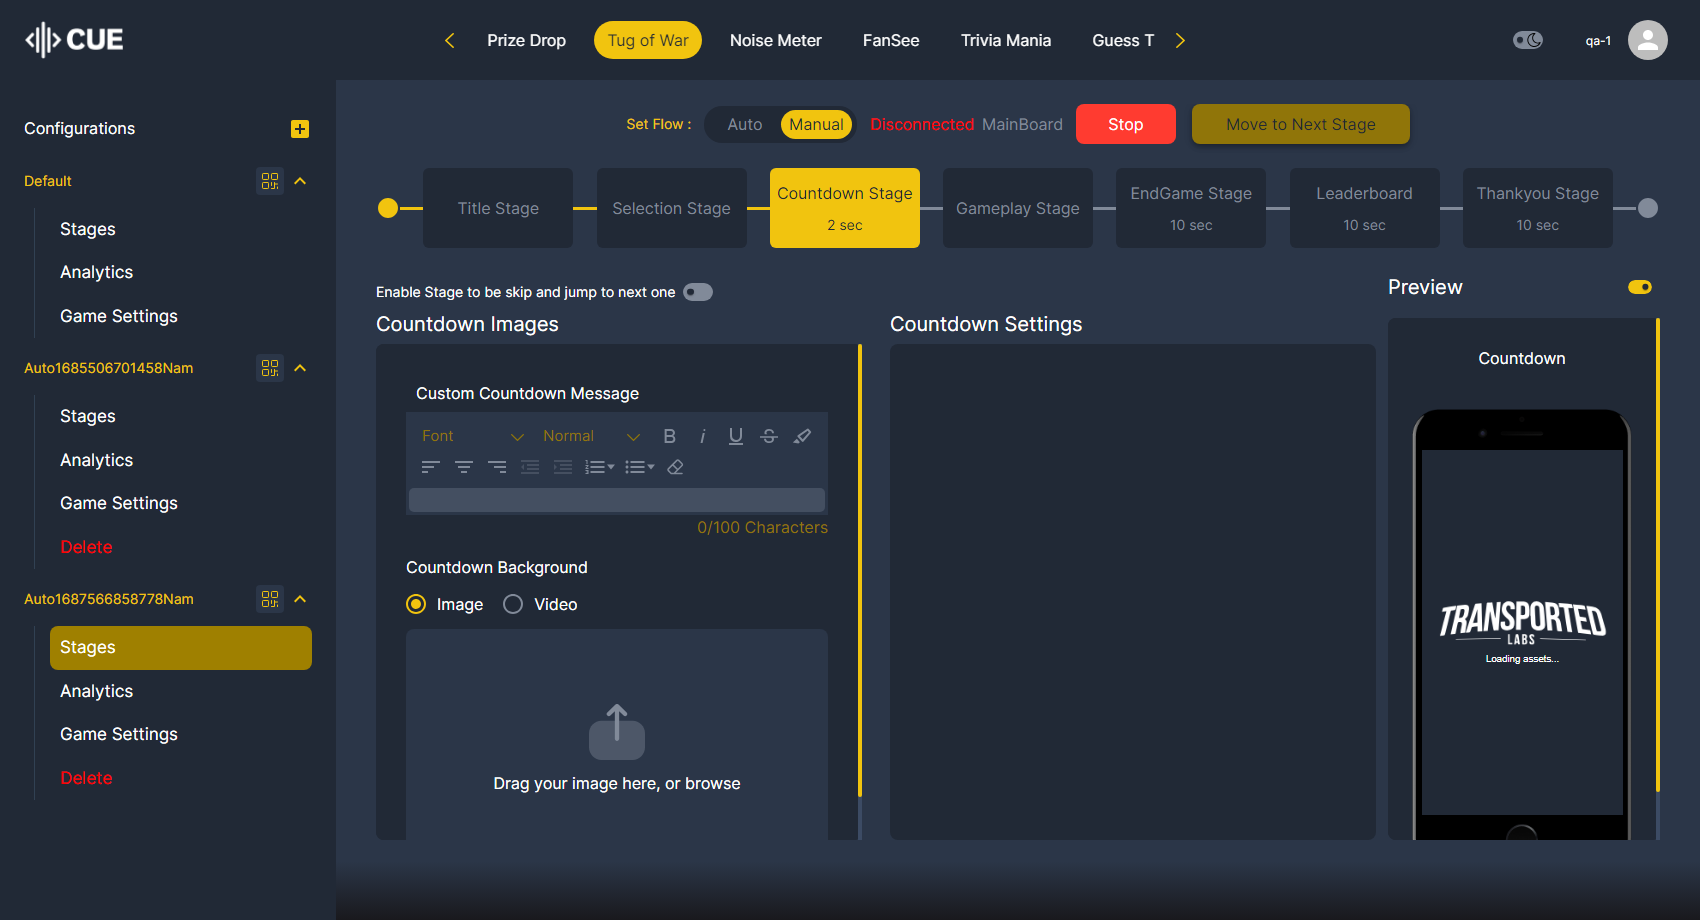 CUE
Prize Drop
Tug of War
Noise Meter
FanSee
Trivia Mania
Guess T
qa-1
Configurations
Default
Stages
Analytics
Game Settings
Auto1685506701458Nam
Stages
Analytics
Game Settings
Delete
Auto1687566858778Nam
Stages
Analytics
Game Settings
Delete
Set Flow :
Auto
Manual
Disconnected MainBoard
Stop
Move to Next Stage
Title Stage
Selection Stage
Countdown Stage
2 sec
Gameplay Stage
EndGame Stage
10 sec
Leaderboard
10 sec
Thankyou Stage
10 sec
Enable Stage to be skip and jump to next one
Countdown Images
Custom Countdown Message
Font
Normal
0/100 Characters
Countdown Background
Image
Video
Drag your image here, or browse
Countdown Settings
Preview
Countdown
TRANSPORTED
LABS
Loading assets...